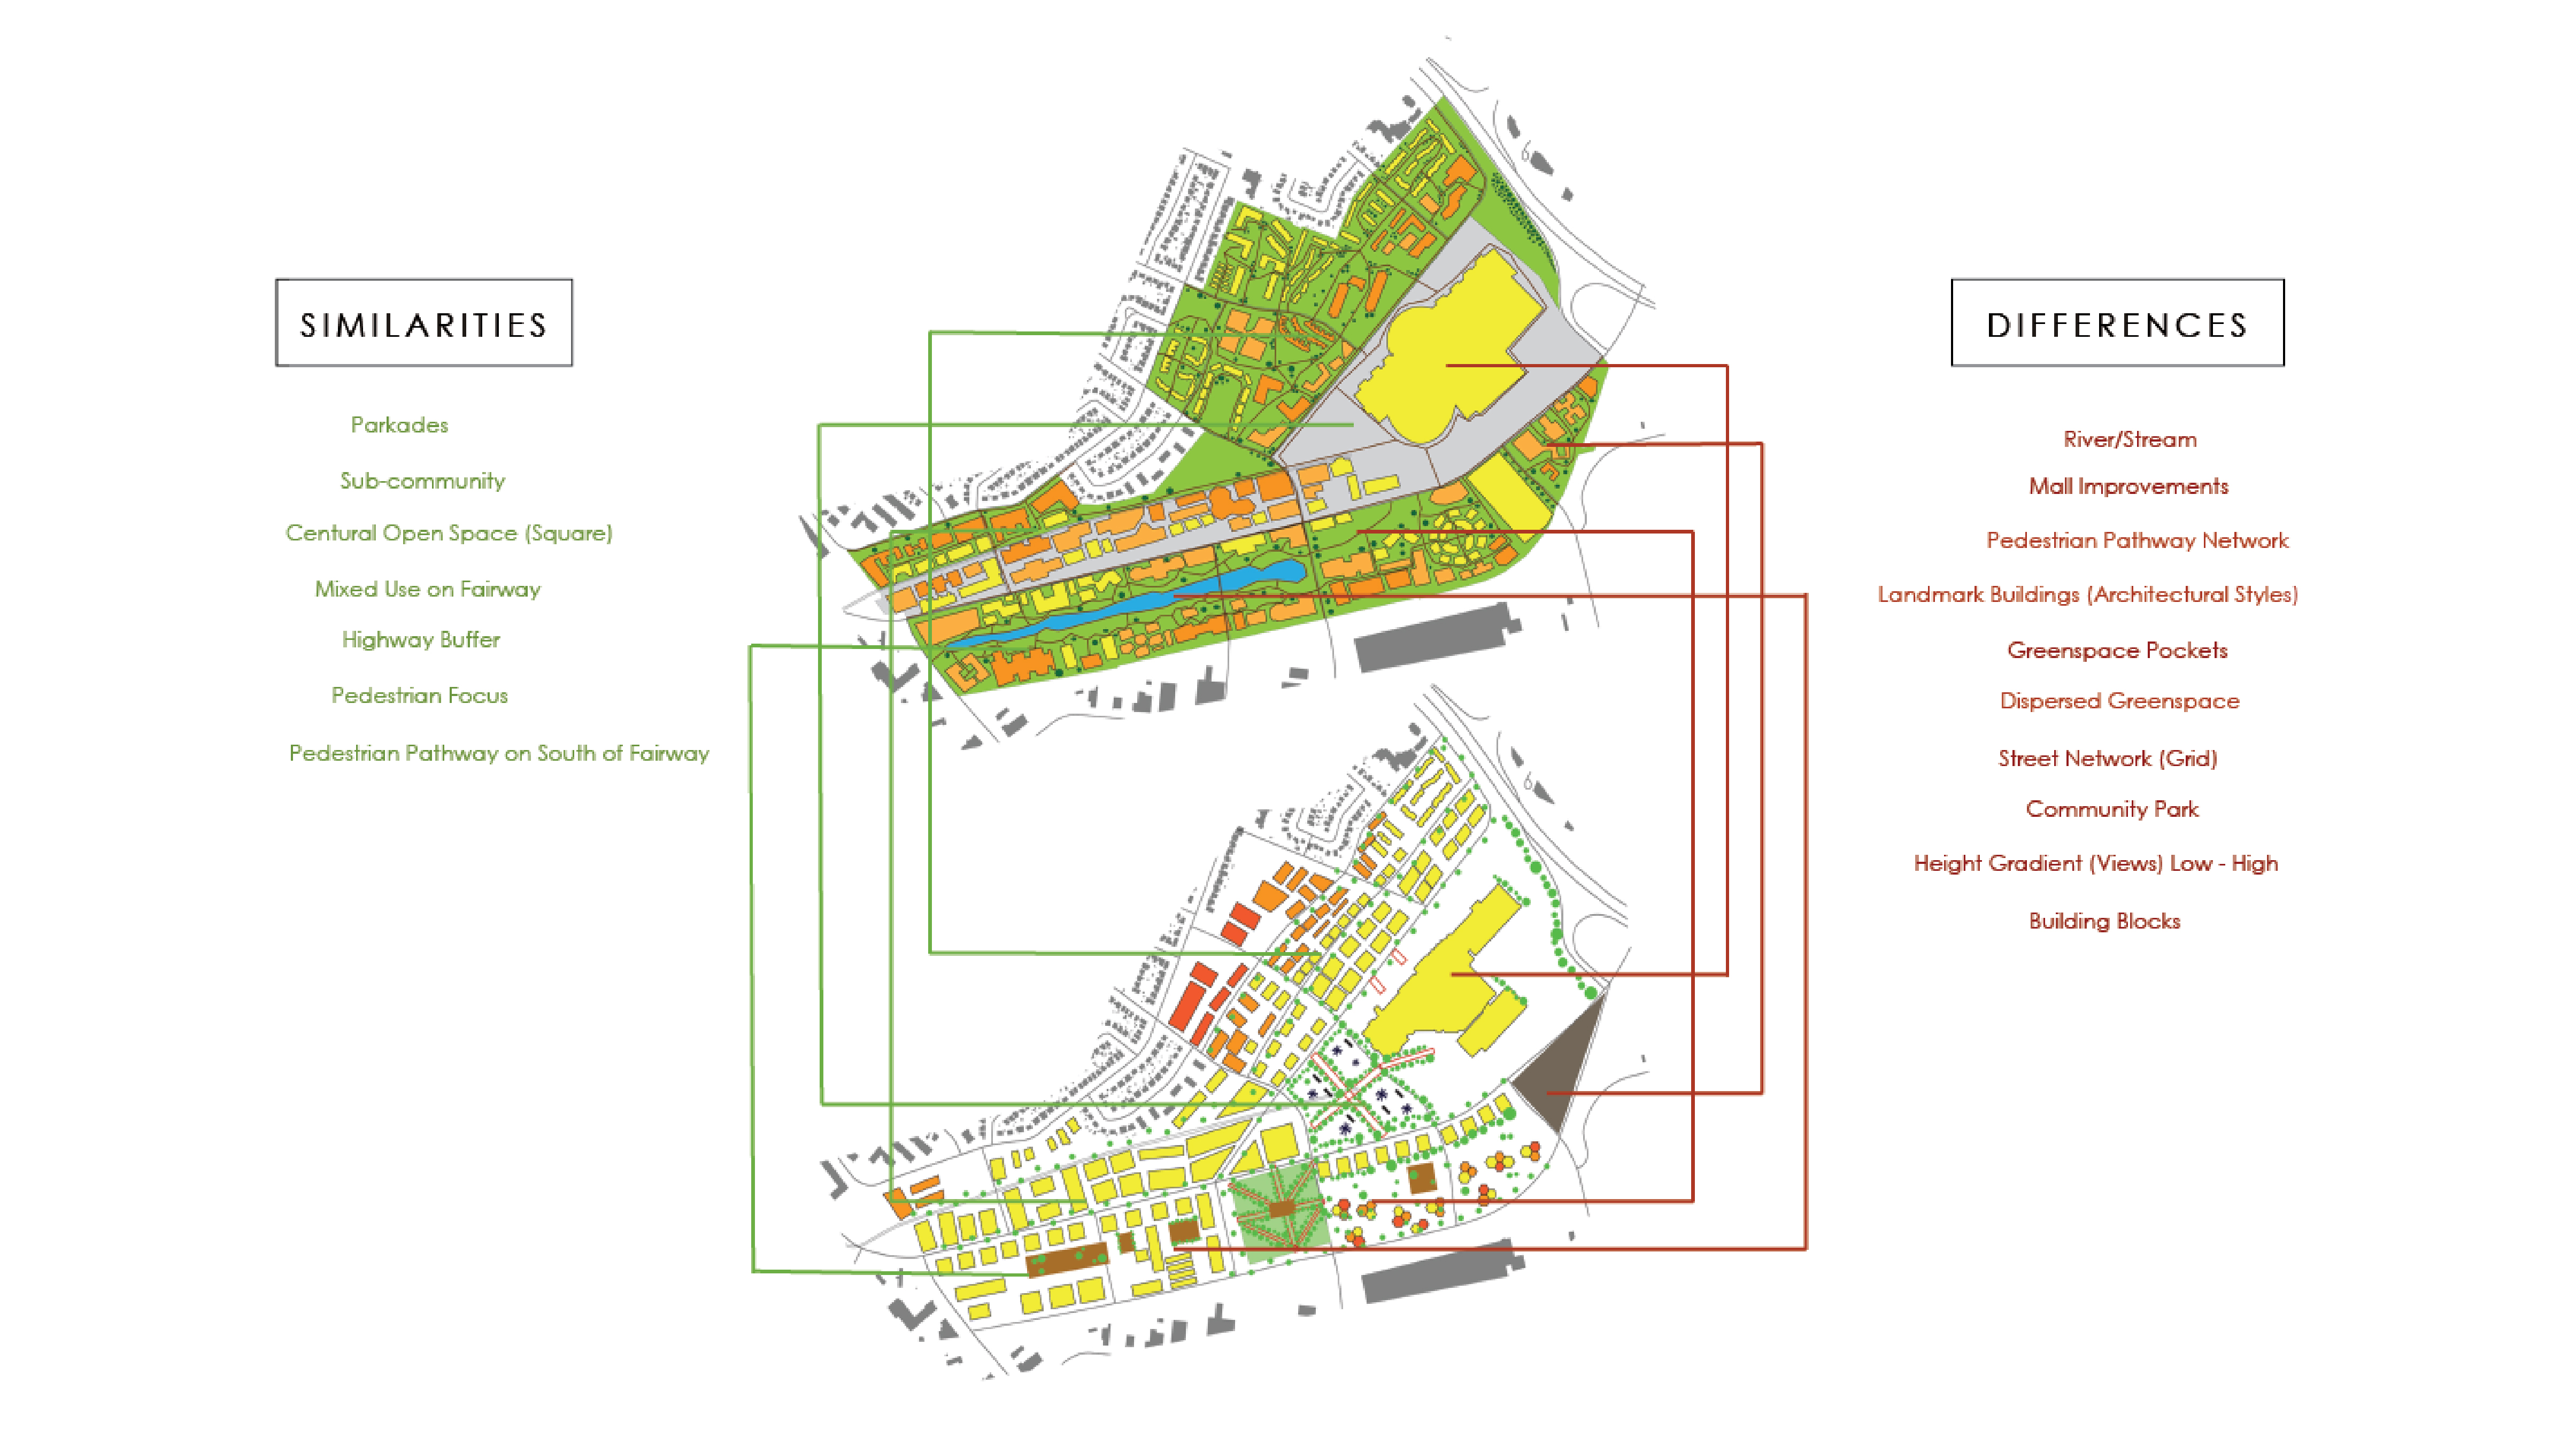 SIMILARITIES
Parkades
Sub-community
Centural Open Space (Square)
Mixed Use on Fairway
Highway Buffer
Pedestrian Focus
Pedestrian Pathway on South of Fairway
DIFFERENCES
River/Stream
Mall Improvements
Pedestrian Pathway Network
Landmark Buildings (Architectural Styles)
Greenspace Pockets
Dispersed Greenspace
Street Network (Grid)
Community Park
Height Gradient (Views) Low - High
Building Blocks